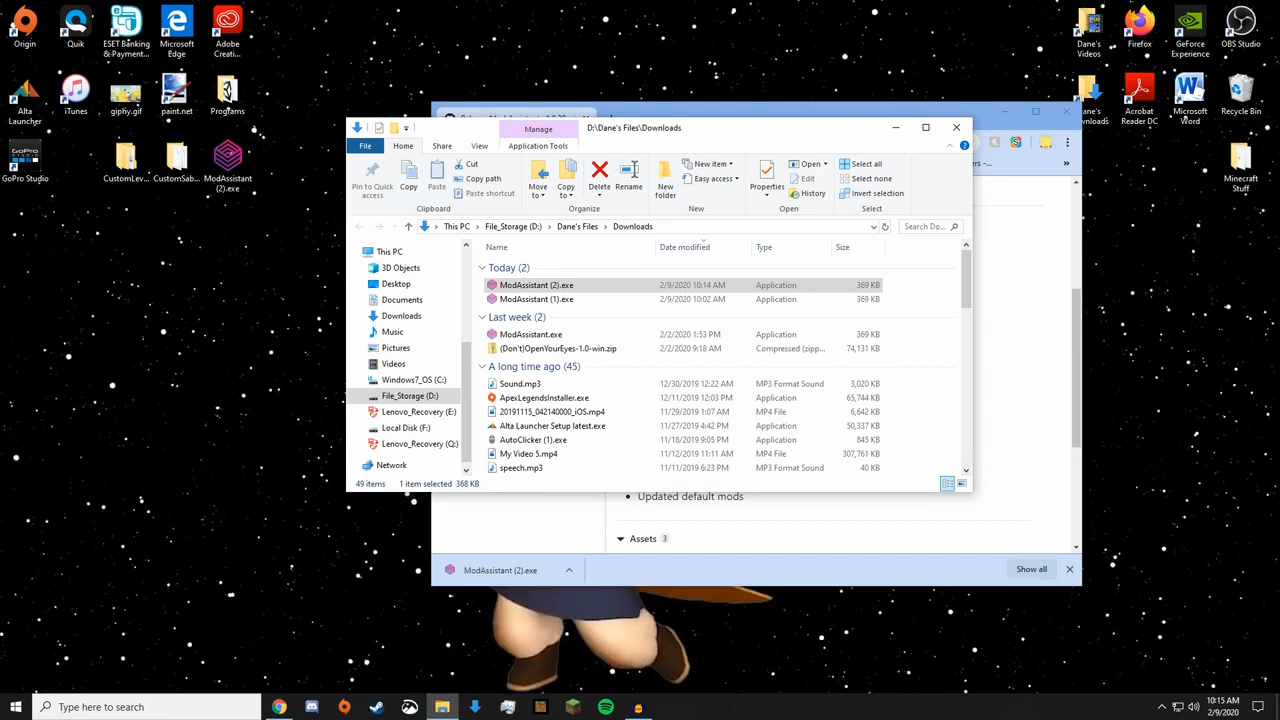 Origin
Quik
ESET Banking
& Payment...
Microsoft
Edge
Adobe
Creati...
Alta
Launcher
iTunes
giphy.gif
paint.net
Programs
GoPro Studio
CustomLev...
CustomSab...
ModAssistant
(2).exe
Dane's
Videos
Firefox
GeForce
Experience
OBS Studio
Acrobat
Reader DC
Microsoft
Word
Recycle Bin
Minecraft
Stuff
Manage
D:\Dane's Files\Downloads
File
Home
Share
View
Application Tools
Pin to Quick
access
Copy
Paste
Cut
Copy path
Paste shortcut
Clipboard
Move
to
Copy
to
Delete
Rename
Organize
New
folder
New item
Easy access
New
Properties
Open
Edit
History
Open
Select all
Select none
Invert selection
Select
This PC > File_Storage (D:) > Dane's Files > Downloads
Search Do...
This PC
3D Objects
Desktop
Documents
Downloads
Music
Pictures
Videos
Windows7_OS (C:)
File_Storage (D:)
Lenovo_Recovery (E:)
Local Disk (F:)
Lenovo_Recovery (Q:)
Network
Name Date modified Type Size
Today (2)
ModAssistant (2).exe 2/9/2020 10:14 AM Application 369 KB
ModAssistant (1).exe 2/9/2020 10:02 AM Application 369 KB
Last week (2)
ModAssistant.exe 2/2/2020 1:53 PM Application 369 KB
(Don't)OpenYourEyes-1.0-win.zip 2/2/2020 9:18 AM Compressed (zipp... 74,131 KB
A long time ago (45)
Sound.mp3 12/30/2019 12:22 AM MP3 Format Sound 3,020 KB
ApexLegendsInstaller.exe 12/11/2019 12:03 PM Application 65,744 KB
20191115_042140000_iOS.mp4 11/29/2019 1:07 AM MP4 File 6,642 KB
Alta Launcher Setup latest.exe 11/27/2019 4:42 PM Application 50,337 KB
AutoClicker (1).exe 11/18/2019 9:05 PM Application 845 KB
My Video 5.mp4 11/12/2019 11:11 AM MP4 File 307,761 KB
speech.mp3 11/11/2019 6:23 PM MP3 Format Sound 40 KB
49 items 1 item selected 368 KB
• Updated default mods
Assets 3
ModAssistant (2).exe
Show all
Type here to search
10:15 AM
2/9/2020